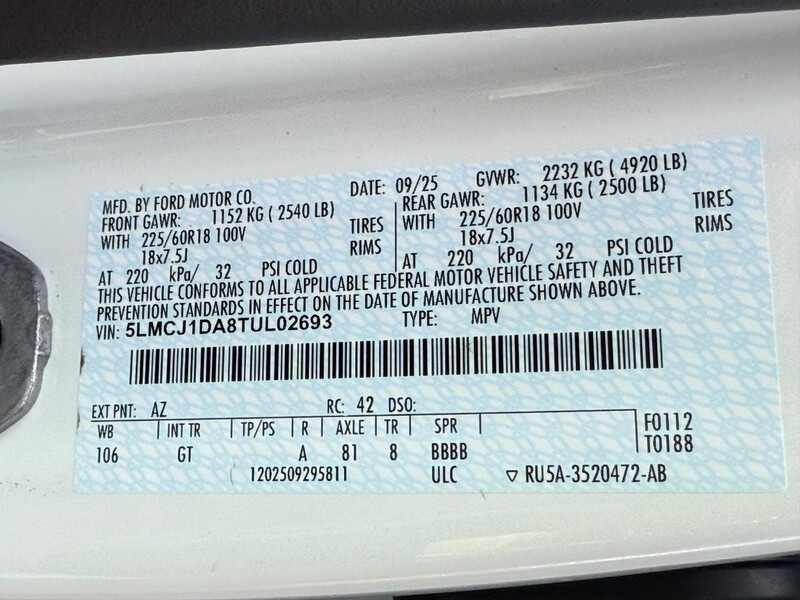 MFD. BY FORD MOTOR CO. DATE: 09/25 GVWR: 2232 KG ( 4920 LB)
FRONT GAWR: 1152 KG ( 2540 LB) REAR GAWR: 1134 KG ( 2500 LB)
WITH 225/60R18 100V TIRES WITH 225/60R18 100V TIRES
18x7.5J RIMS 18x7.5J RIMS
AT 220 kPa/ 32 PSI COLD AT 220 kPa/ 32 PSI COLD
THIS VEHICLE CONFORMS TO ALL APPLICABLE FEDERAL MOTOR VEHICLE SAFETY AND THEFT
PREVENTION STANDARDS IN EFFECT ON THE DATE OF MANUFACTURE SHOWN ABOVE.
VIN: 5LMCJ1DA8TUL02693 TYPE: MPV
EXT PNT: AZ RC: 42 DSO:
WB INT TR TP/PS R AXLE TR SPR F0112
106 GT A 81 8 BBBB T0188
1202509295811 ULC ▽ RU5A-3520472-AB